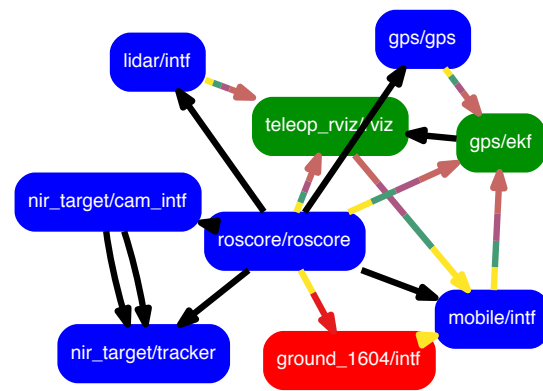 gps/gps
lidar/intf
teleop_rviz/rviz
gps/ekf
nir_target/cam_intf
roscore/roscore
mobile/intf
nir_target/tracker
ground_1604/intf